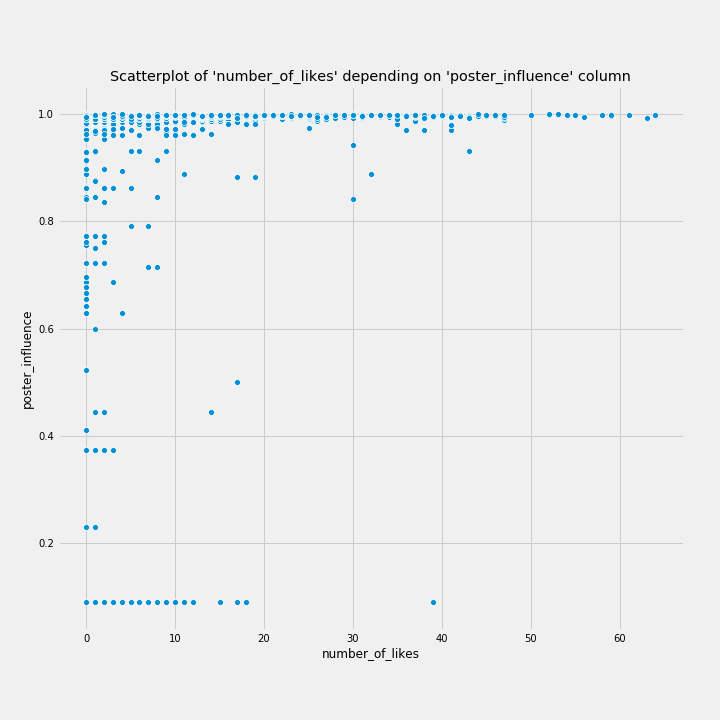 Scatterplot of 'number_of_likes' depending on 'poster_influence' column
1.0
0.8
0.6
0.4
0.2
poster_influence
0 10 20 30 40 50 60
number_of_likes